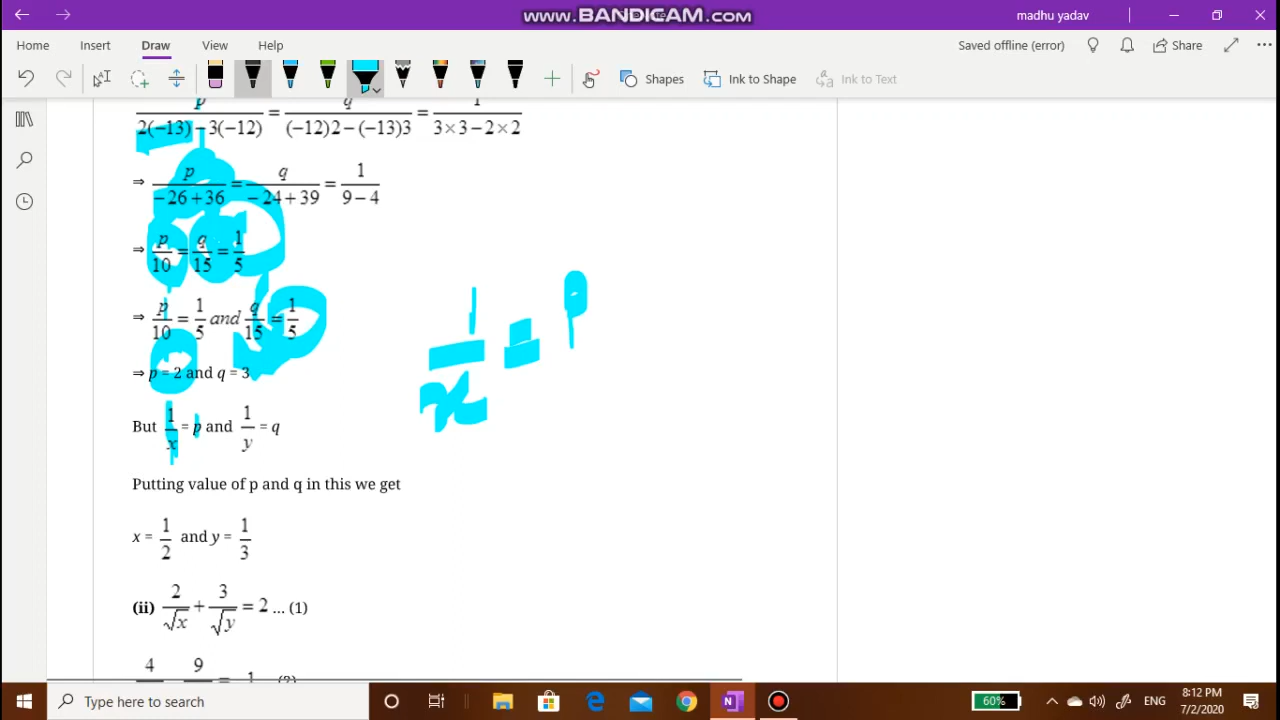 www.BANDICAM.com
madhu yadav
Home Insert Draw View Help
Saved offline (error) Share
Shapes Ink to Shape Ink to Text
p/2(−13)−3(−12) = q/(−12)2−(−13)3 = 1/3×3−2×2
⇒ p/−26+36 = q/−24+39 = 1/9−4
⇒ p/10 = q/15 = 1/5
⇒ p/10 = 1/5 and q/15 = 1/5
1/x = p
⇒ p = 2 and q = 3
But 1/x = p and 1/y = q
Putting value of p and q in this we get
x = 1/2 and y = 1/3
(ii) 2/√x + 3/√y = 2 ... (1)
4 9 = 1
Type here to search
60% ENG 8:12 PM
7/2/2020